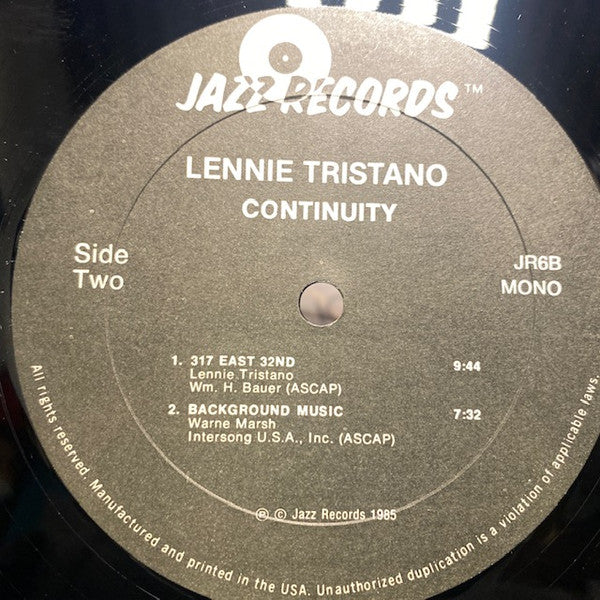 JAZZ RECORDS™
LENNIE TRISTANO
CONTINUITY
Side
Two
JR6B
MONO
1. 317 EAST 32ND 9:44
Lennie Tristano
Wm. H. Bauer (ASCAP)
2. BACKGROUND MUSIC 7:32
Warne Marsh
Intersong U.S.A., Inc. (ASCAP)
℗ © Jazz Records 1985
All rights reserved. Manufactured and printed in the USA. Unauthorized duplication is a violation of applicable laws.